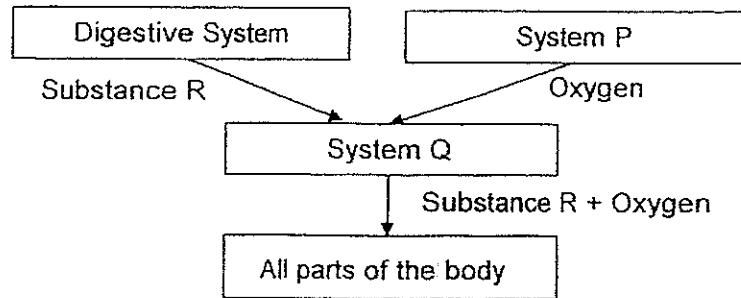 Digestive System
System P
Substance R
Oxygen
System Q
Substance R + Oxygen
All parts of the body